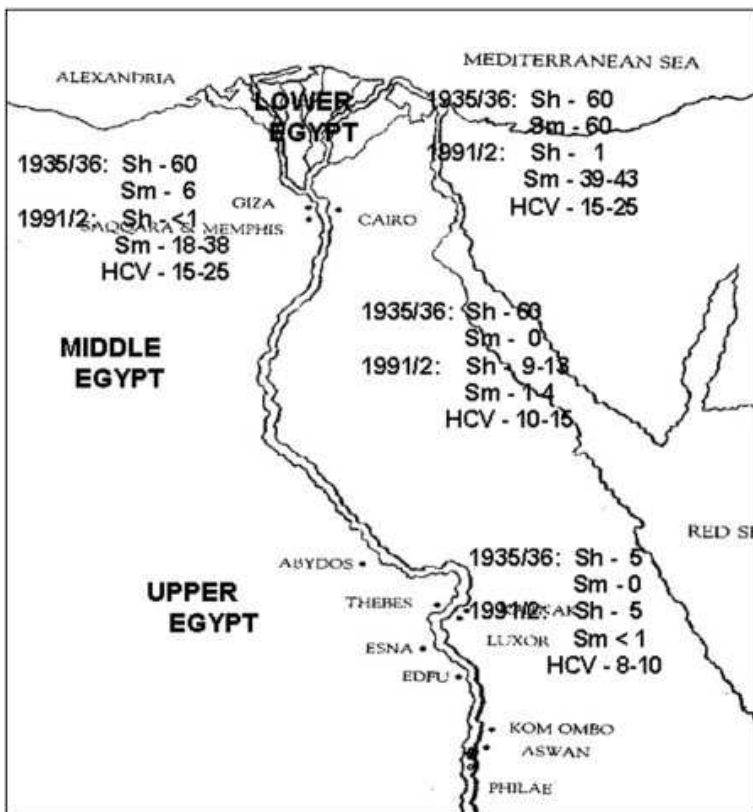 MEDITERRANEAN SEA
ALEXANDRIA
LOWER
EGYPT
1935/36: Sh - 60
Sm - 60
1991/2: Sh - 1
Sm - 39-43
HCV - 15-25
1935/36: Sh - 60
Sm - 6
1991/2: Sh - <1
Sm - 18-38
HCV - 15-25
GIZA
CAIRO
SAQQARA & MEMPHIS
MIDDLE
EGYPT
1935/36: Sh - 60
Sm - 0
1991/2: Sh - 9-13
Sm - 1-4
HCV - 10-15
RED SE
ABYDOS
UPPER
EGYPT
THEBES
1935/36: Sh - 5
Sm - 0
1991/2: Sh - 5
Sm < 1
HCV - 8-10
LUXOR
ESNA
EDFU
KOM OMBO
ASWAN
PHILAE